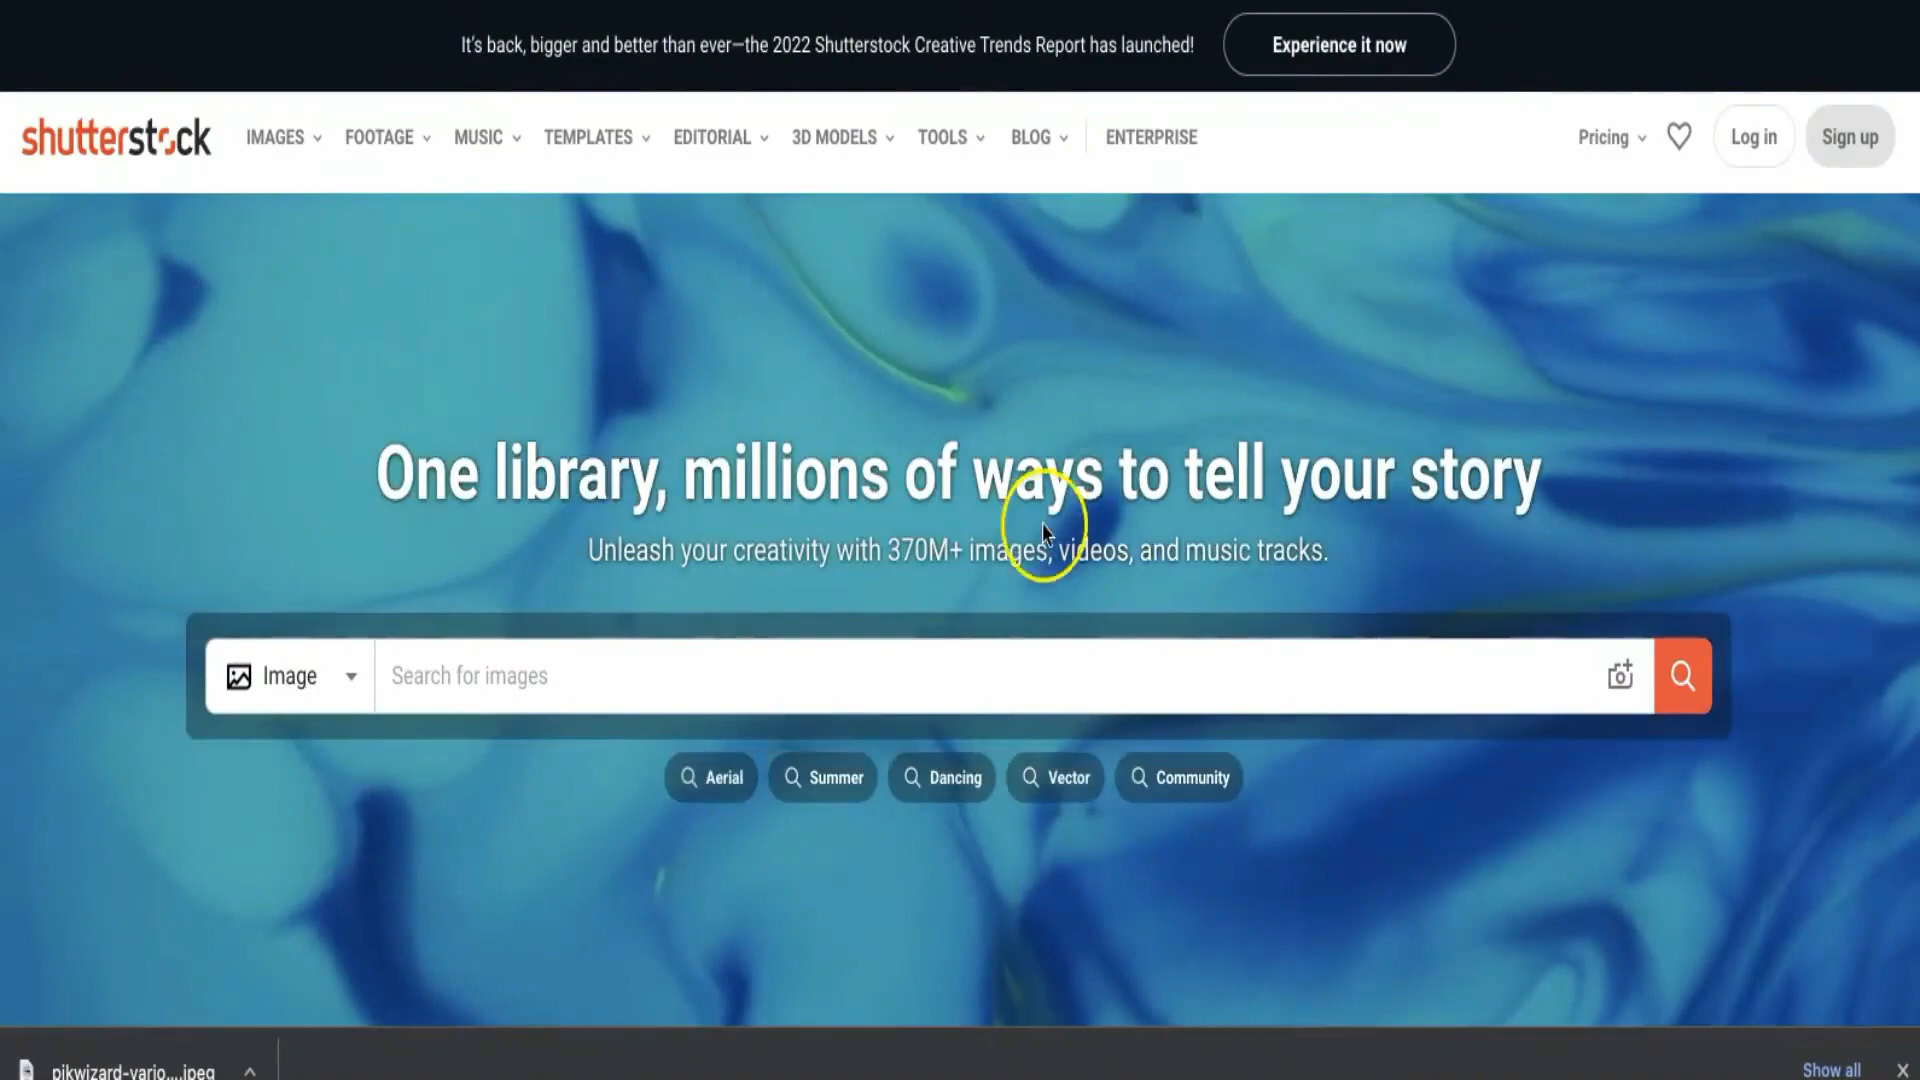 It's back, bigger and better than ever—the 2022 Shutterstock Creative Trends Report has launched! Experience it now
shutterstock IMAGES FOOTAGE MUSIC TEMPLATES EDITORIAL 3D MODELS TOOLS BLOG ENTERPRISE Pricing Log in Sign up
One library, millions of ways to tell your story
Unleash your creativity with 370M+ images, videos, and music tracks.
Image Search for images
Aerial Summer Dancing Vector Community
pikwizard-vario....jpeg Show all